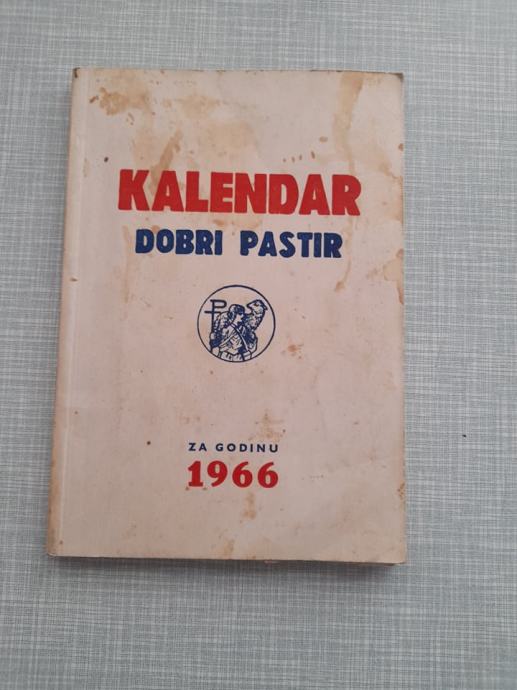 KALENDAR
DOBRI PASTIR
ZA GODINU
1966